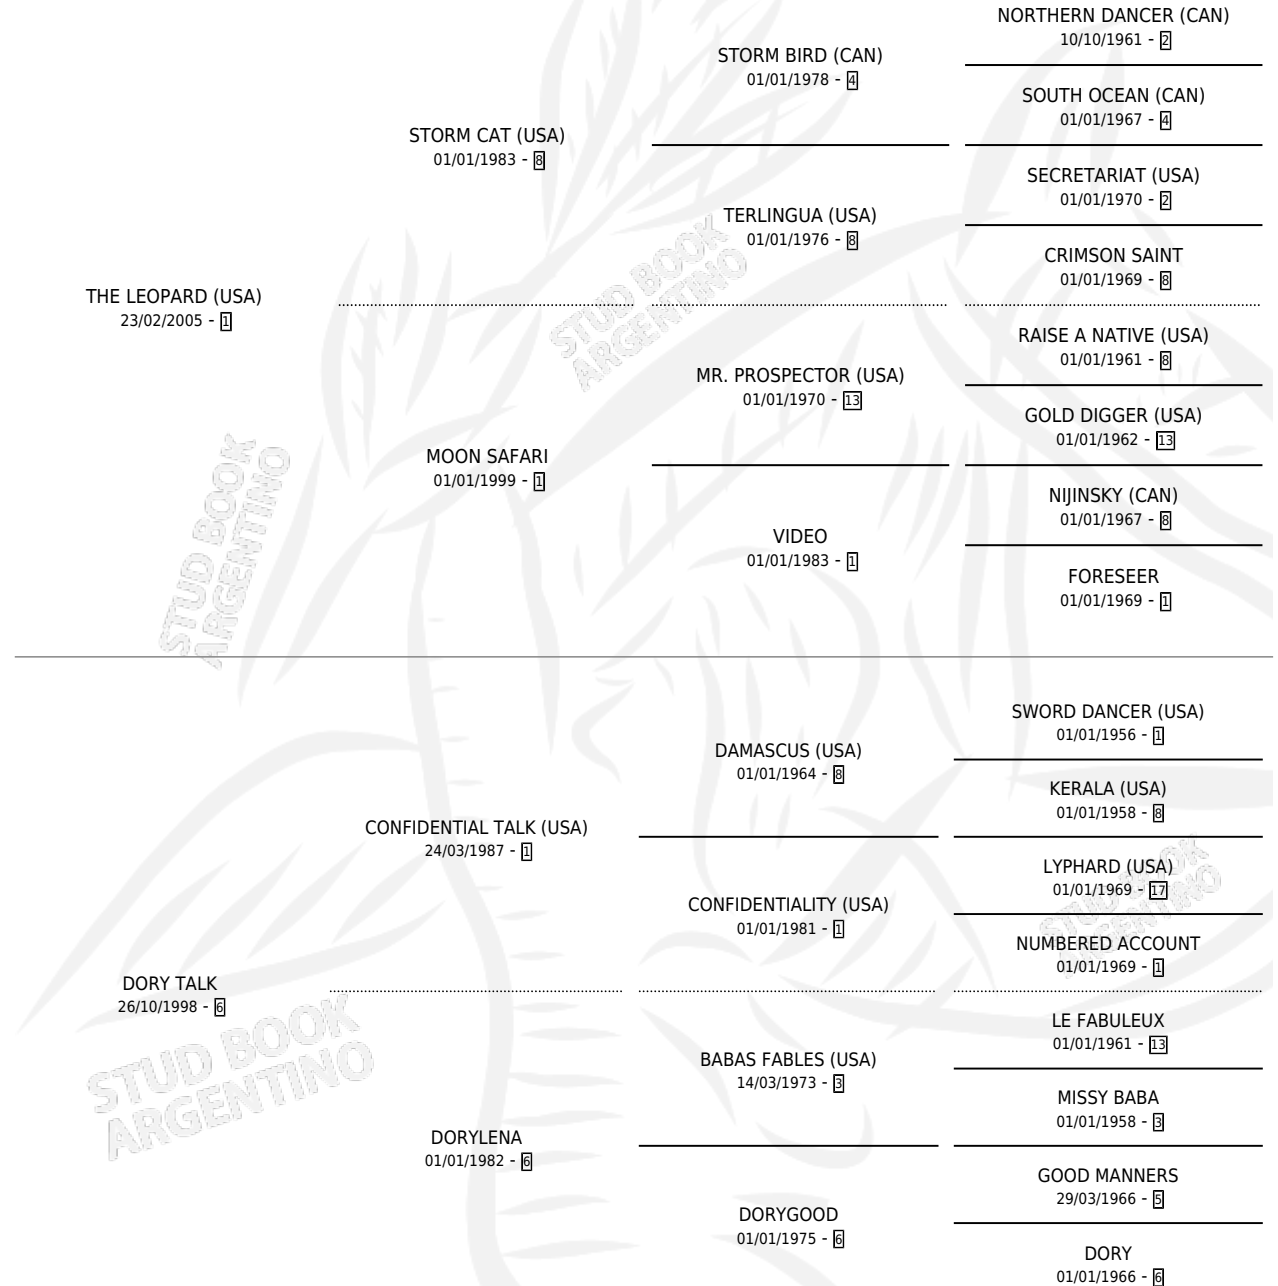 NORTHERN DANCER (CAN)
10/10/1961 - 2
STORM BIRD (CAN)
01/01/1978 - 4
SOUTH OCEAN (CAN)
01/01/1967 - 4
STORM CAT (USA)
01/01/1983 - 8
SECRETARIAT (USA)
01/01/1970 - 2
TERLINGUA (USA)
01/01/1976 - 8
CRIMSON SAINT
01/01/1969 - 8
THE LEOPARD (USA)
23/02/2005 - 1
RAISE A NATIVE (USA)
01/01/1961 - 8
MR. PROSPECTOR (USA)
01/01/1970 - 13
GOLD DIGGER (USA)
01/01/1962 - 13
MOON SAFARI
01/01/1999 - 1
NIJINSKY (CAN)
01/01/1967 - 8
VIDEO
01/01/1983 - 1
FORESEER
01/01/1969 - 1
SWORD DANCER (USA)
01/01/1956 - 1
DAMASCUS (USA)
01/01/1964 - 8
KERALA (USA)
01/01/1958 - 8
CONFIDENTIAL TALK (USA)
24/03/1987 - 1
LYPHARD (USA)
01/01/1969 - 17
CONFIDENTIALITY (USA)
01/01/1981 - 1
NUMBERED ACCOUNT
01/01/1969 - 1
DORY TALK
26/10/1998 - 6
LE FABULEUX
01/01/1961 - 13
BABAS FABLES (USA)
14/03/1973 - 3
MISSY BABA
01/01/1958 - 3
DORYLENA
01/01/1982 - 6
GOOD MANNERS
29/03/1966 - 5
DORYGOOD
01/01/1975 - 6
DORY
01/01/1966 - 6
STUD BOOK
ARGENTINO
STUD BOOK
ARGENTINO
STUD BOOK
ARGENTINO
STUD BOOK
ARGENTINO